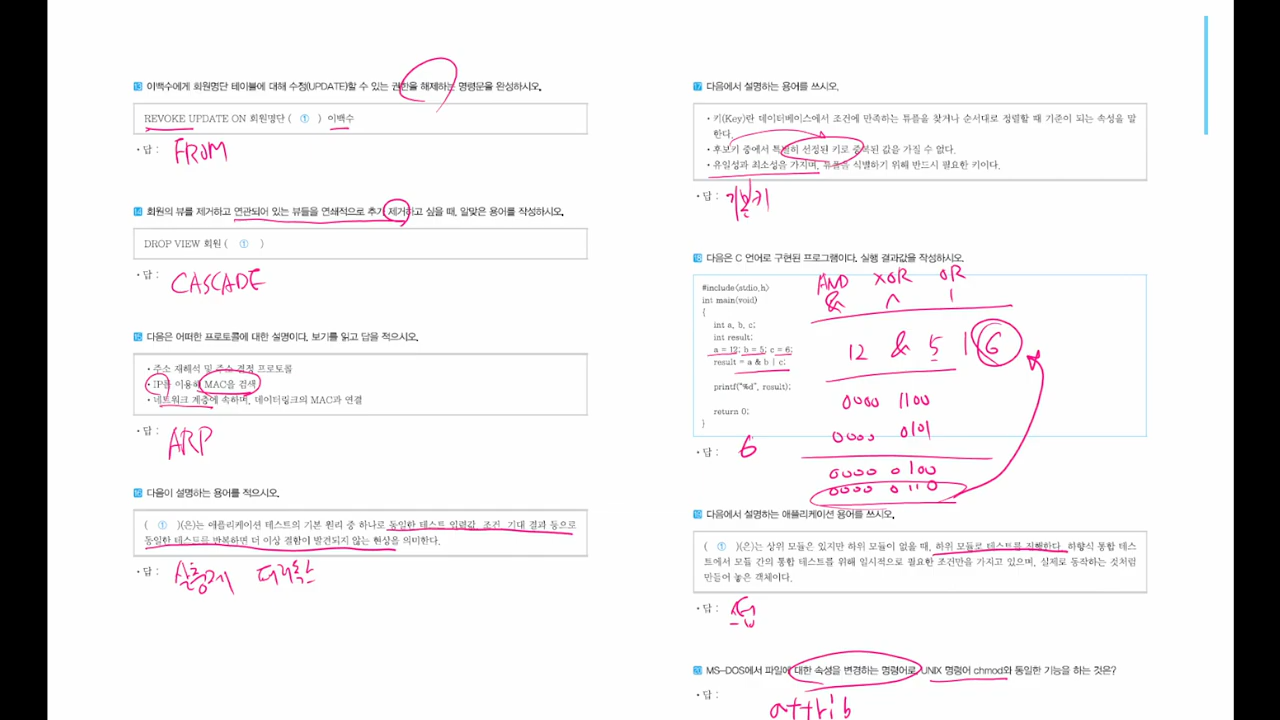 13 이백수에게 회원명단 테이블에 대해 수정(UPDATE)할 수 있는 권한을 해제하는 명령문을 완성하시오.
REVOKE UPDATE ON 회원명단 ( ① ) 이백수
• 답 : FROM
14 회원의 뷰를 제거하고 연관되어 있는 뷰들을 연쇄적으로 추가 제거하고 싶을 때, 알맞은 용어를 작성하시오.
DROP VIEW 회원 ( ① )
• 답 : CASCADE
15 다음은 어떠한 프로토콜에 대한 설명이다. 보기를 읽고 답을 적으시오.
• 주소 재해석 및 주소 결정 프로토콜
• IP를 이용해 MAC을 검색
• 네트워크 계층에 속하며, 데이터링크의 MAC과 연결
• 답 : ARP
16 다음이 설명하는 용어를 적으시오.
( ① )(은)는 애플리케이션 테스트의 기본 원리 중 하나로 동일한 테스트 입력값, 조건, 기대 결과 등으로
동일한 테스트를 반복하면 더 이상 결함이 발견되지 않는 현상을 의미한다.
• 답 : 살충제
17 다음에서 설명하는 용어를 쓰시오.
• 키(Key)란 데이터베이스에서 조건에 만족하는 튜플을 찾거나 순서대로 정렬할 때 기준이 되는 속성을 말
한다.
• 후보키 중에서 특별히 선정된 키로 중복된 값을 가질 수 없다.
• 유일성과 최소성을 가지며, 튜플을 식별하기 위해 반드시 필요한 키이다.
• 답 : 기본키
18 다음은 C 언어로 구현된 프로그램이다. 실행 결과값을 작성하시오.
AND XOR OR
& ^ |
#include<stdio.h>
int main(void)
{
int a, b, c;
int result;
a = 12; b = 5; c = 6;
result = a & b | c;
printf("%d", result);
return 0;
}
12 & 5 | 6
0000 1100
0000 0101
0000 0100
0000 0110
• 답 : 6
19 다음에서 설명하는 애플리케이션 용어를 쓰시오.
( ① )(은)는 상위 모듈은 있지만 하위 모듈이 없을 때, 하위 모듈로 테스트를 진행한다. 하향식 통합 테스
트에서 모듈 간의 통합 테스트를 위해 일시적으로 필요한 조건만을 가지고 있으며, 실제로 동작하는 것처럼
만들어 놓은 객체이다.
• 답 : 스텁
20 MS-DOS에서 파일에 대한 속성을 변경하는 명령어로, UNIX 명령어 chmod와 동일한 기능을 하는 것은?
• 답 :
attrib